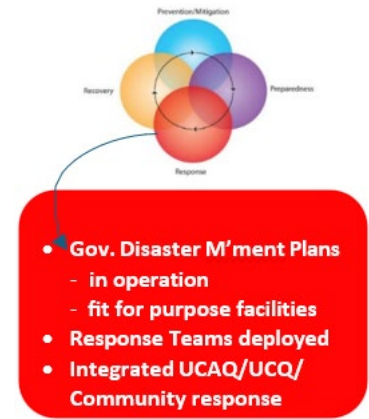 Prevention/Mitigation
Recovery
Preparedness
Response
• Gov. Disaster M’ment Plans
- in operation
- fit for purpose facilities
• Response Teams deployed
• Integrated UCAQ/UCQ/
Community response